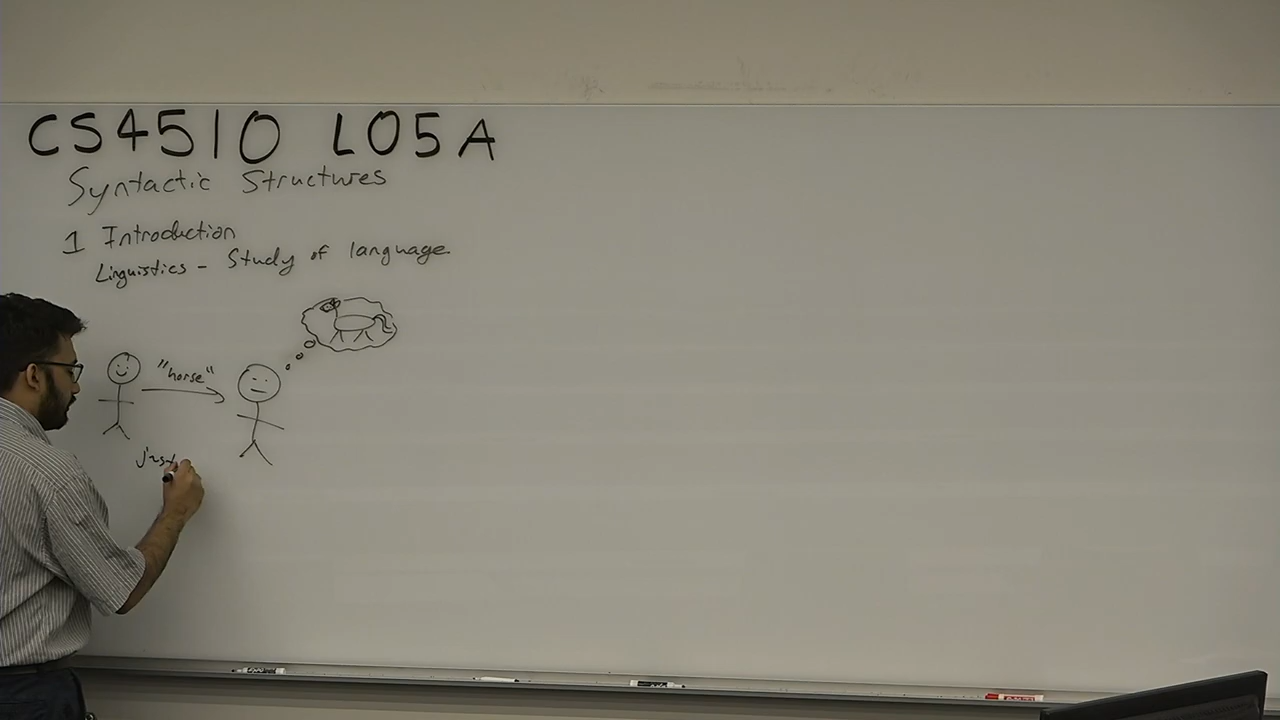 CS4510 L05A
Syntactic Structures
1 Introduction
Linguistics - Study of language
"horse"
just